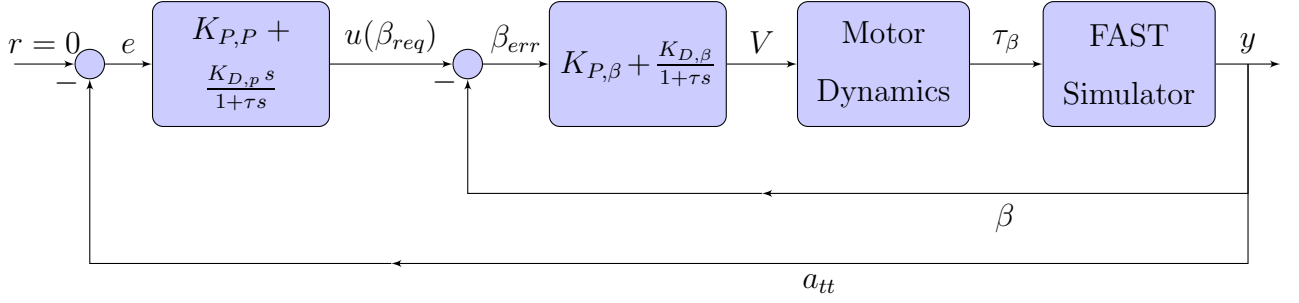 r = 0
−
e
K_{P,P} +
\frac{K_{D,p} s}{1+τs}
u(β_{req})
−
β_{err}
K_{P,β} + \frac{K_{D,β}}{1+τs}
V
Motor
Dynamics
τ_β
FAST
Simulator
y
β
a_{tt}